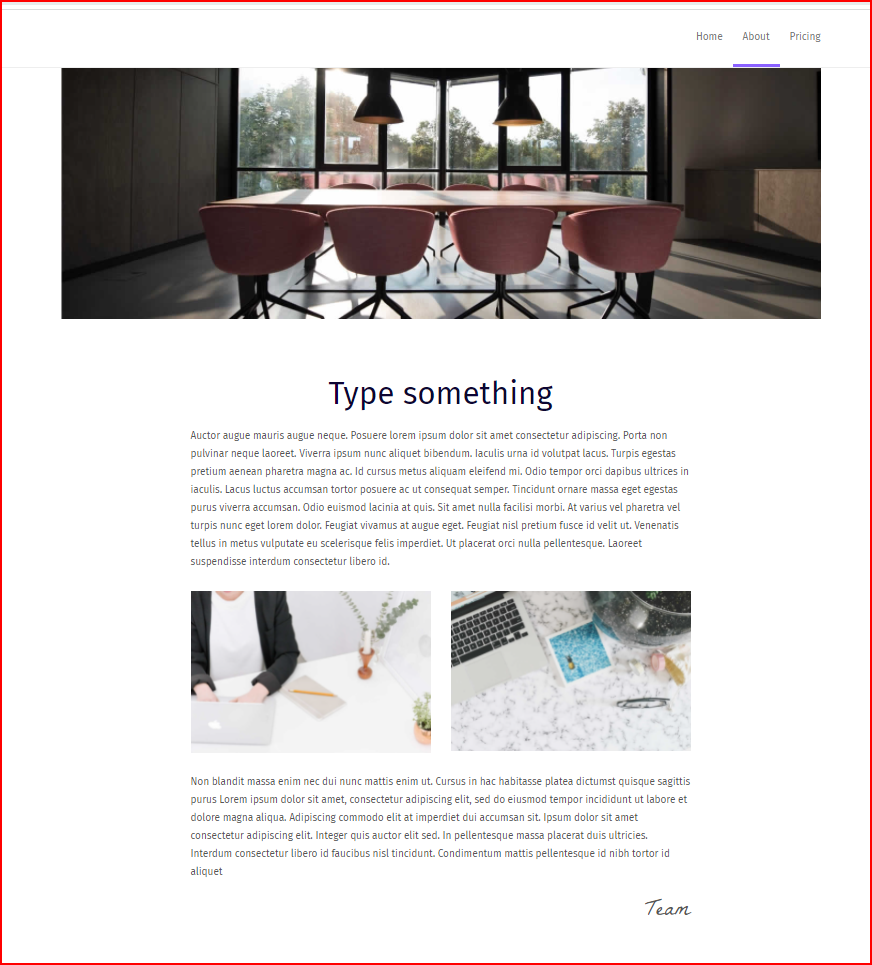 Home About Pricing
Type something
Auctor augue mauris augue neque. Posuere lorem ipsum dolor sit amet consectetur adipiscing. Porta non
pulvinar neque laoreet. Viverra ipsum nunc aliquet bibendum. Iaculis urna id volutpat lacus. Turpis egestas
pretium aenean pharetra magna ac. Id cursus metus aliquam eleifend mi. Odio tempor orci dapibus ultrices in
iaculis. Lacus luctus accumsan tortor posuere ac ut consequat semper. Tincidunt ornare massa eget egestas
purus viverra accumsan. Odio euismod lacinia at quis. Sit amet nulla facilisi morbi. At varius vel pharetra vel
turpis nunc eget lorem dolor. Feugiat vivamus at augue eget. Feugiat nisl pretium fusce id velit ut. Venenatis
tellus in metus vulputate eu scelerisque felis imperdiet. Ut placerat orci nulla pellentesque. Laoreet
suspendisse interdum consectetur libero id.
Non blandit massa enim nec dui nunc mattis enim ut. Cursus in hac habitasse platea dictumst quisque sagittis
purus Lorem ipsum dolor sit amet, consectetur adipiscing elit, sed do eiusmod tempor incididunt ut labore et
dolore magna aliqua. Adipiscing commodo elit at imperdiet dui accumsan sit. Ipsum dolor sit amet
consectetur adipiscing elit. Integer quis auctor elit sed. In pellentesque massa placerat duis ultricies.
Interdum consectetur libero id faucibus nisl tincidunt. Condimentum mattis pellentesque id nibh tortor id
aliquet
Team